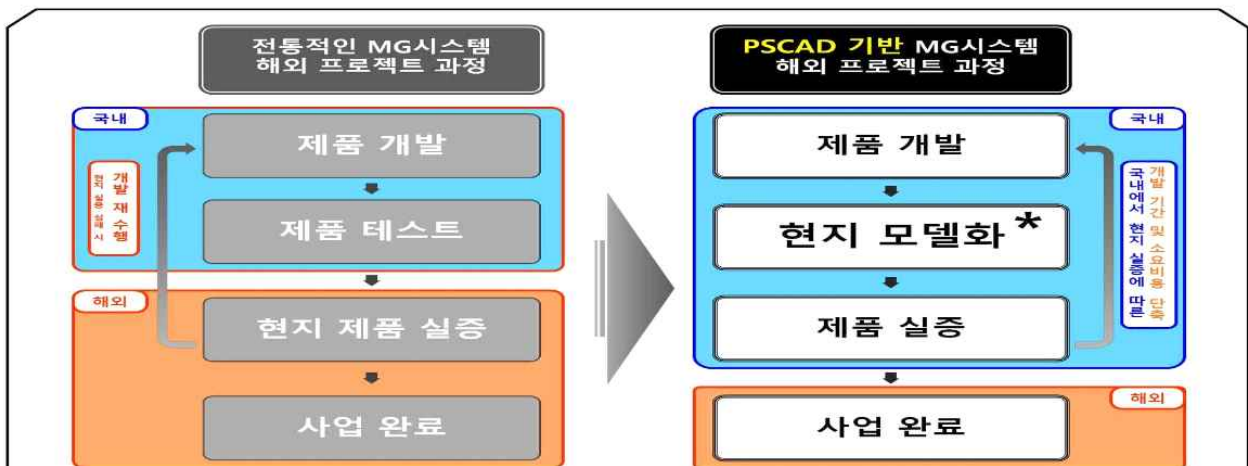 전통적인 MG시스템
해외 프로젝트 과정
국내
제품 개발
개발 재 수행
현지 실증 실패 시
제품 테스트
해외
현지 제품 실증
사업 완료
PSCAD 기반 MG시스템
해외 프로젝트 과정
국내
제품 개발
현지 모델화 *
개발 기간 및 소요비용 단축
국내에서 현지 실증에 따른
제품 실증
해외
사업 완료